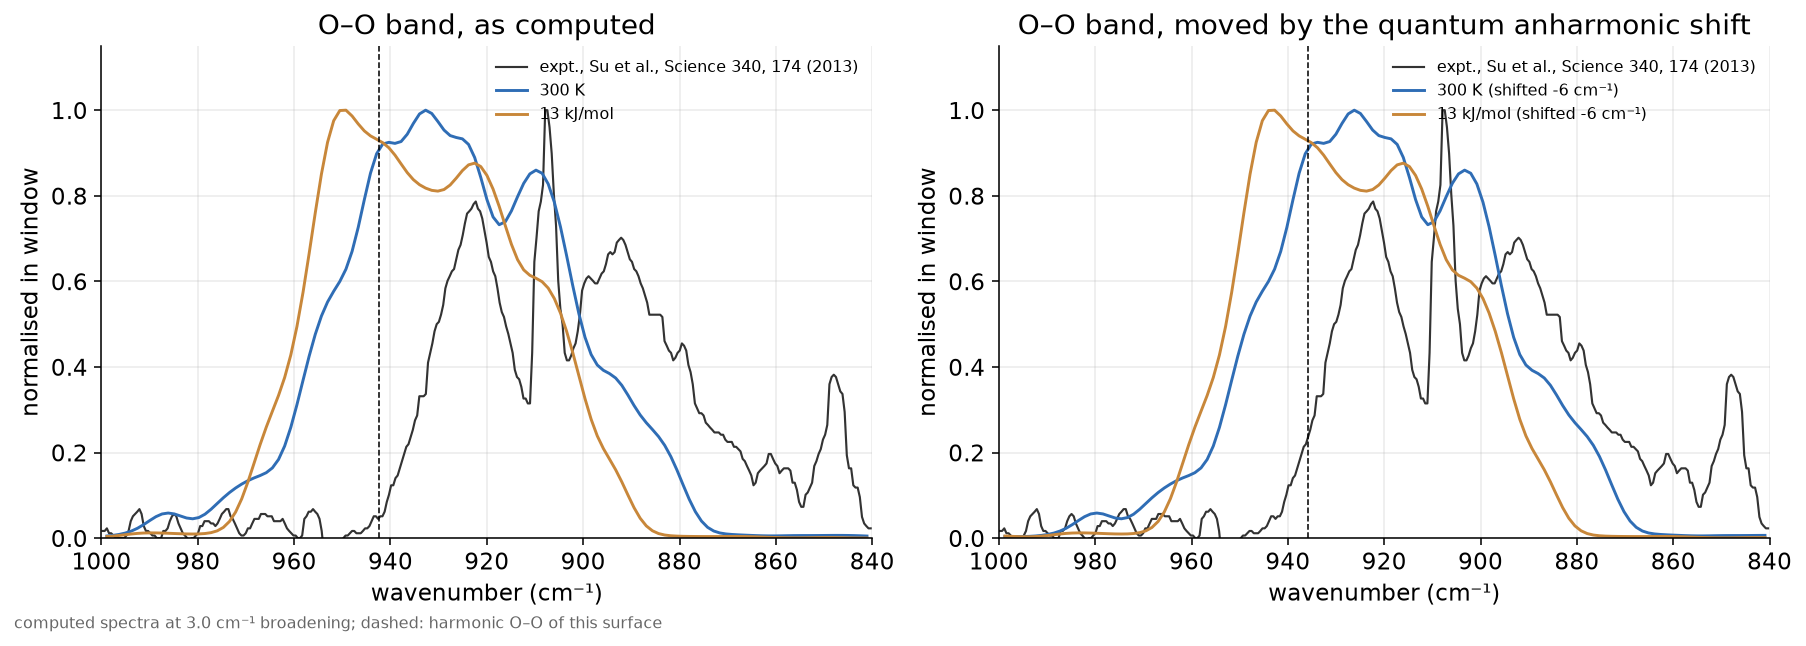 O–O band, as computed
expt., Su et al., Science 340, 174 (2013)
300 K
13 kJ/mol
normalised in window
1.0
0.8
0.6
0.4
0.2
0.0
1000 980 960 940 920 900 880 860 840
wavenumber (cm⁻¹)
O–O band, moved by the quantum anharmonic shift
expt., Su et al., Science 340, 174 (2013)
300 K (shifted -6 cm⁻¹)
13 kJ/mol (shifted -6 cm⁻¹)
normalised in window
1.0
0.8
0.6
0.4
0.2
0.0
1000 980 960 940 920 900 880 860 840
wavenumber (cm⁻¹)
computed spectra at 3.0 cm⁻¹ broadening; dashed: harmonic O–O of this surface